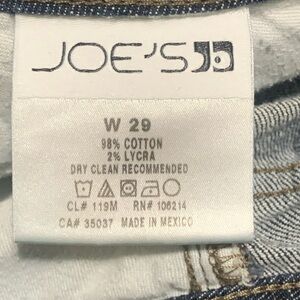 JOE'S
W 29
98% COTTON
2% LYCRA
DRY CLEAN RECOMMENDED
CL# 119M RN# 106214
CA# 35037 MADE IN MEXICO